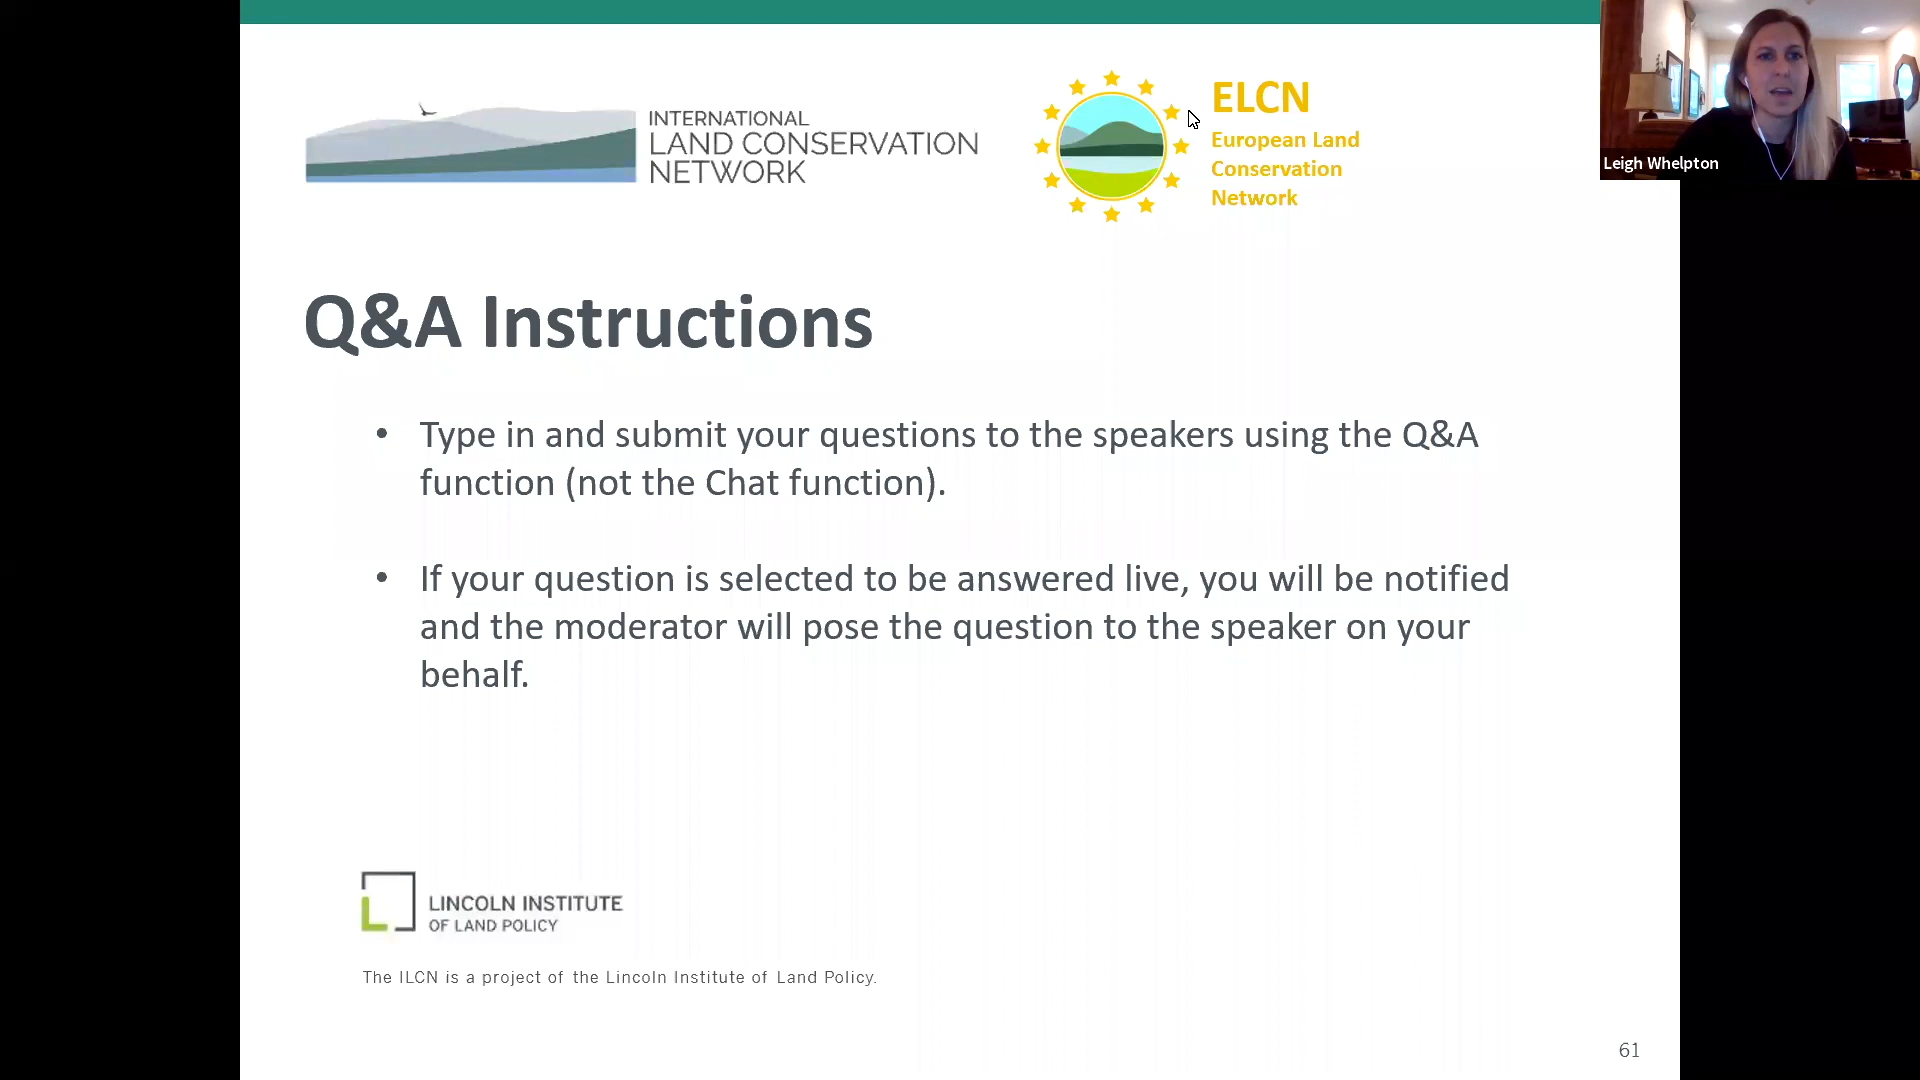 INTERNATIONAL
LAND CONSERVATION
NETWORK
ELCN
European Land
Conservation
Network
Leigh Whelpton
Q&A Instructions
• Type in and submit your questions to the speakers using the Q&A
function (not the Chat function).
• If your question is selected to be answered live, you will be notified
and the moderator will pose the question to the speaker on your
behalf.
LINCOLN INSTITUTE
OF LAND POLICY
The ILCN is a project of the Lincoln Institute of Land Policy.
61